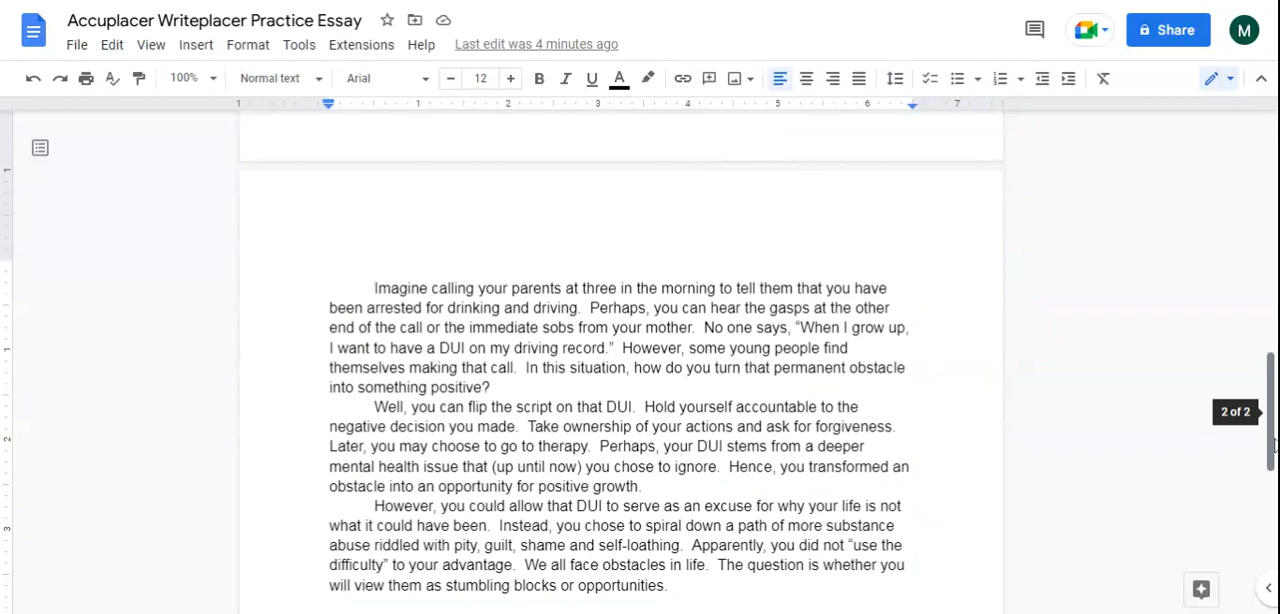 Accuplacer Writeplacer Practice Essay
File Edit View Insert Format Tools Extensions Help Last edit was 4 minutes ago
Share
M
100% Normal text Arial 12 B I U A
1 1 2 3 4 5 6 7
1
1
2
3
2 of 2
Imagine calling your parents at three in the morning to tell them that you have
been arrested for drinking and driving.  Perhaps, you can hear the gasps at the other
end of the call or the immediate sobs from your mother.  No one says, “When I grow up,
I want to have a DUI on my driving record.”  However, some young people find
themselves making that call.  In this situation, how do you turn that permanent obstacle
into something positive?
Well, you can flip the script on that DUI.  Hold yourself accountable to the
negative decision you made.  Take ownership of your actions and ask for forgiveness.
Later, you may choose to go to therapy.  Perhaps, your DUI stems from a deeper
mental health issue that (up until now) you chose to ignore.  Hence, you transformed an
obstacle into an opportunity for positive growth.
However, you could allow that DUI to serve as an excuse for why your life is not
what it could have been.  Instead, you chose to spiral down a path of more substance
abuse riddled with pity, guilt, shame and self-loathing.  Apparently, you did not “use the
difficulty” to your advantage.  We all face obstacles in life.  The question is whether you
will view them as stumbling blocks or opportunities.